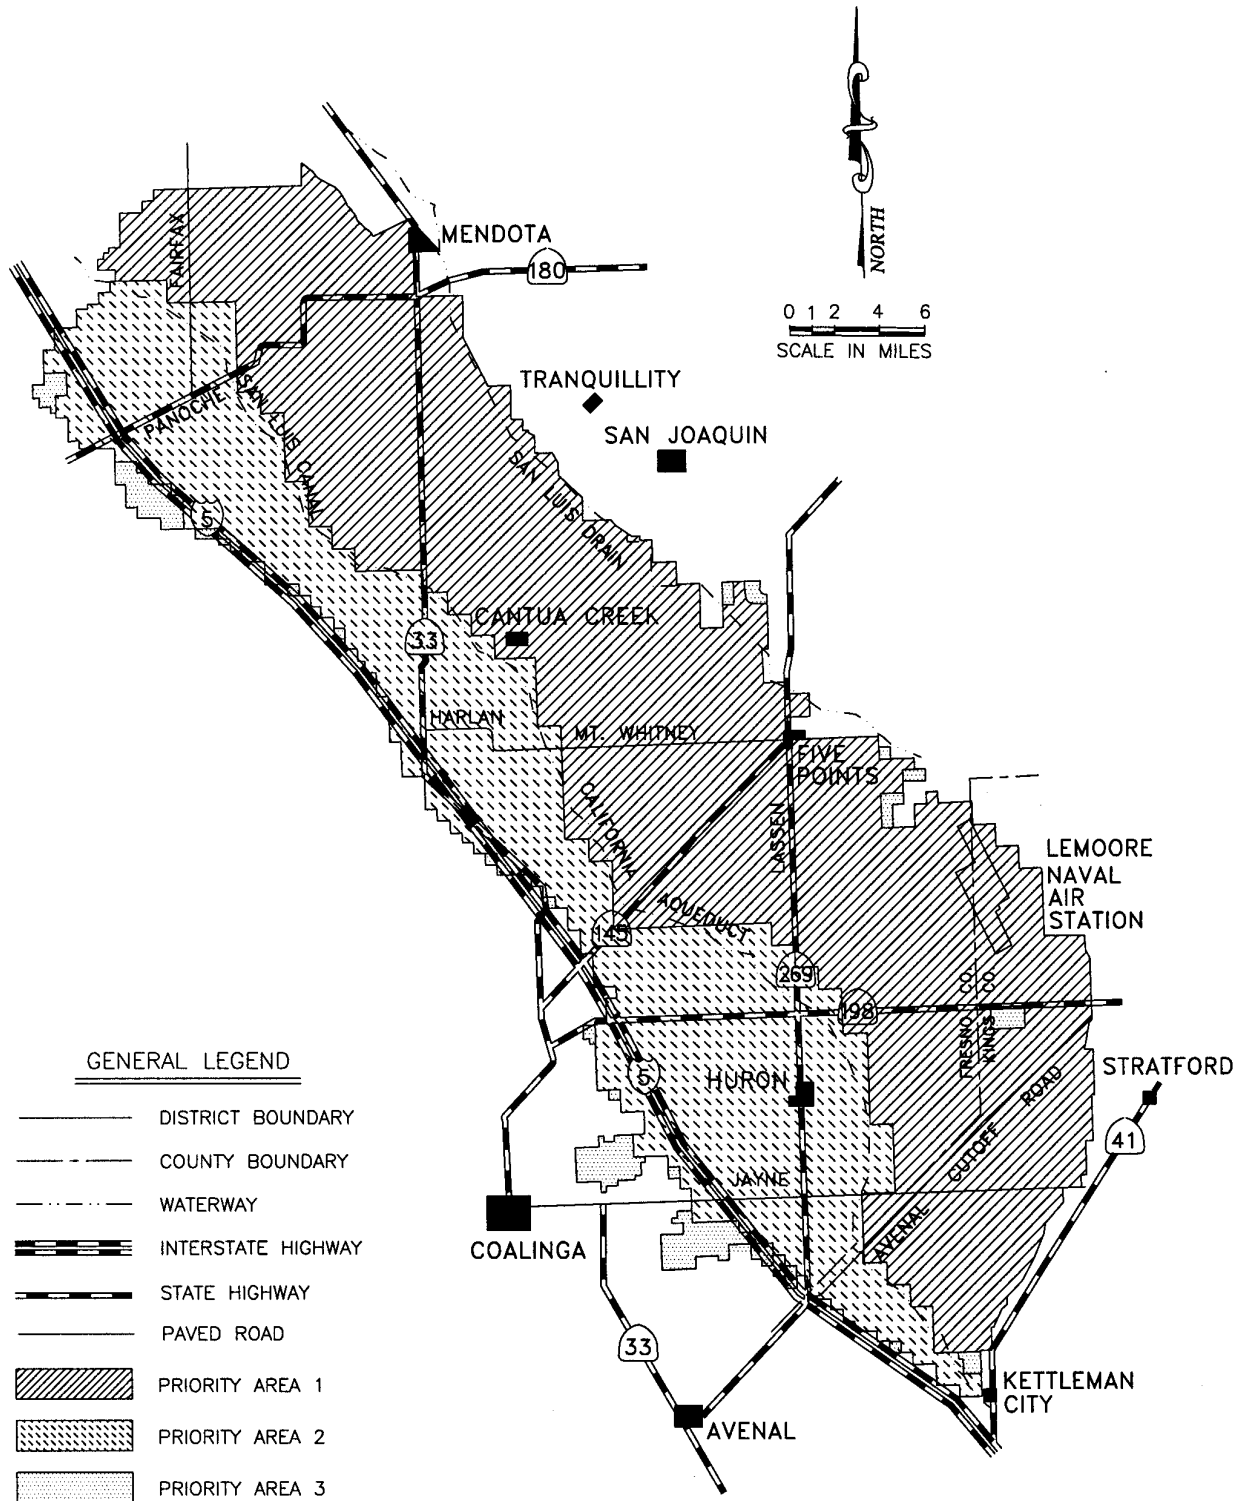 MENDOTA
180
FAIRFAX
NORTH
0 1 2 4 6
SCALE IN MILES
TRANQUILLITY
SAN JOAQUIN
PANOCHE
SAN LUIS CANAL
SAN LUIS DRAIN
5
CANTUA CREEK
33
HARLAN
MT. WHITNEY
FIVE
POINTS
CALIFORNIA
AQUEDUCT
LASSEN
LEMOORE
NAVAL
AIR
STATION
145
269
198
FRESNO CO.
KINGS CO.
5
HURON
STRATFORD
41
AVENAL CUTOFF ROAD
JAYNE
COALINGA
33
AVENAL
KETTLEMAN
CITY
GENERAL LEGEND
DISTRICT BOUNDARY
COUNTY BOUNDARY
WATERWAY
INTERSTATE HIGHWAY
STATE HIGHWAY
PAVED ROAD
PRIORITY AREA 1
PRIORITY AREA 2
PRIORITY AREA 3